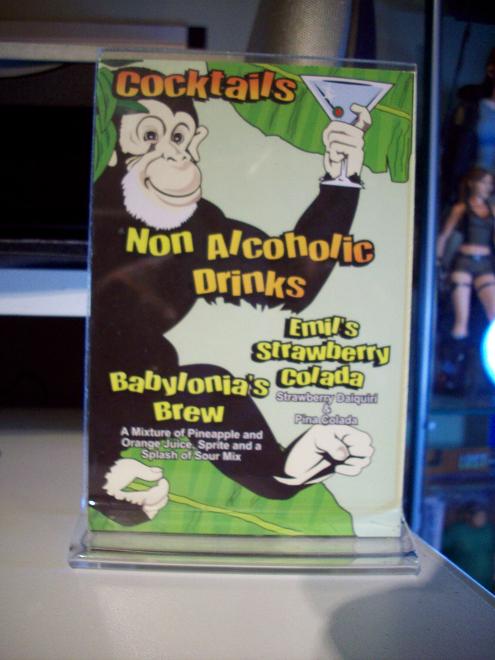 Cocktails
Non Alcoholic
Drinks
Emil's
Strawberry
Colada
Strawberry Daiquiri
&
Pina Colada
Babylonia's
Brew
A Mixture of Pineapple and
Orange Juice, Sprite and a
Splash of Sour Mix